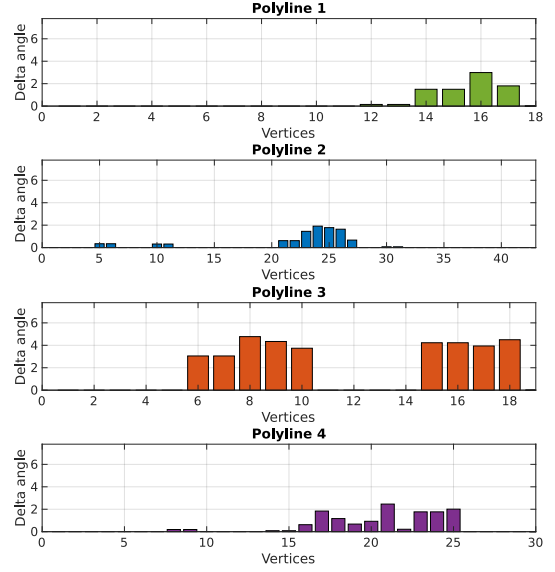 Polyline 1
Delta angle
6
4
2
0
0 2 4 6 8 10 12 14 16 18
Vertices
Polyline 2
Delta angle
6
4
2
0
0 5 10 15 20 25 30 35 40
Vertices
Polyline 3
Delta angle
6
4
2
0
0 2 4 6 8 10 12 14 16 18
Vertices
Polyline 4
Delta angle
6
4
2
0
0 5 10 15 20 25 30
Vertices